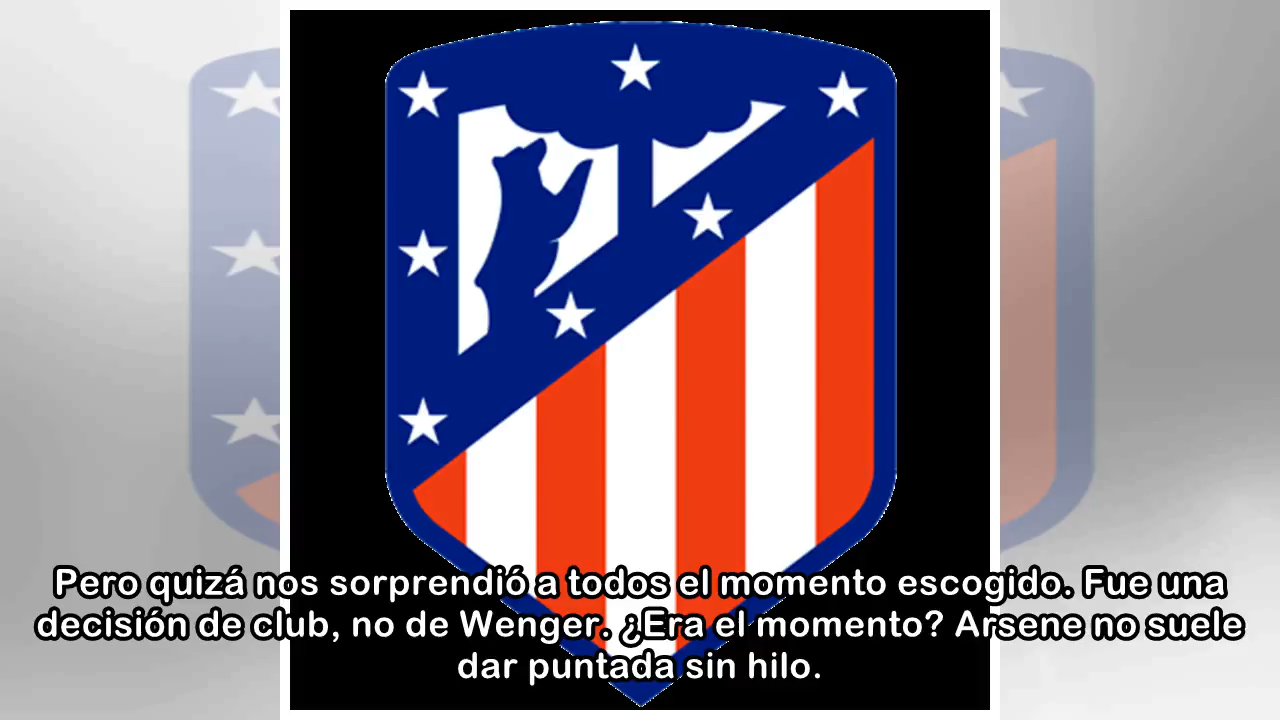 Pero quizá nos sorprendió a todos el momento escogido. Fue una
decisión de club, no de Wenger. ¿Era el momento? Arsene no suele
dar puntada sin hilo.